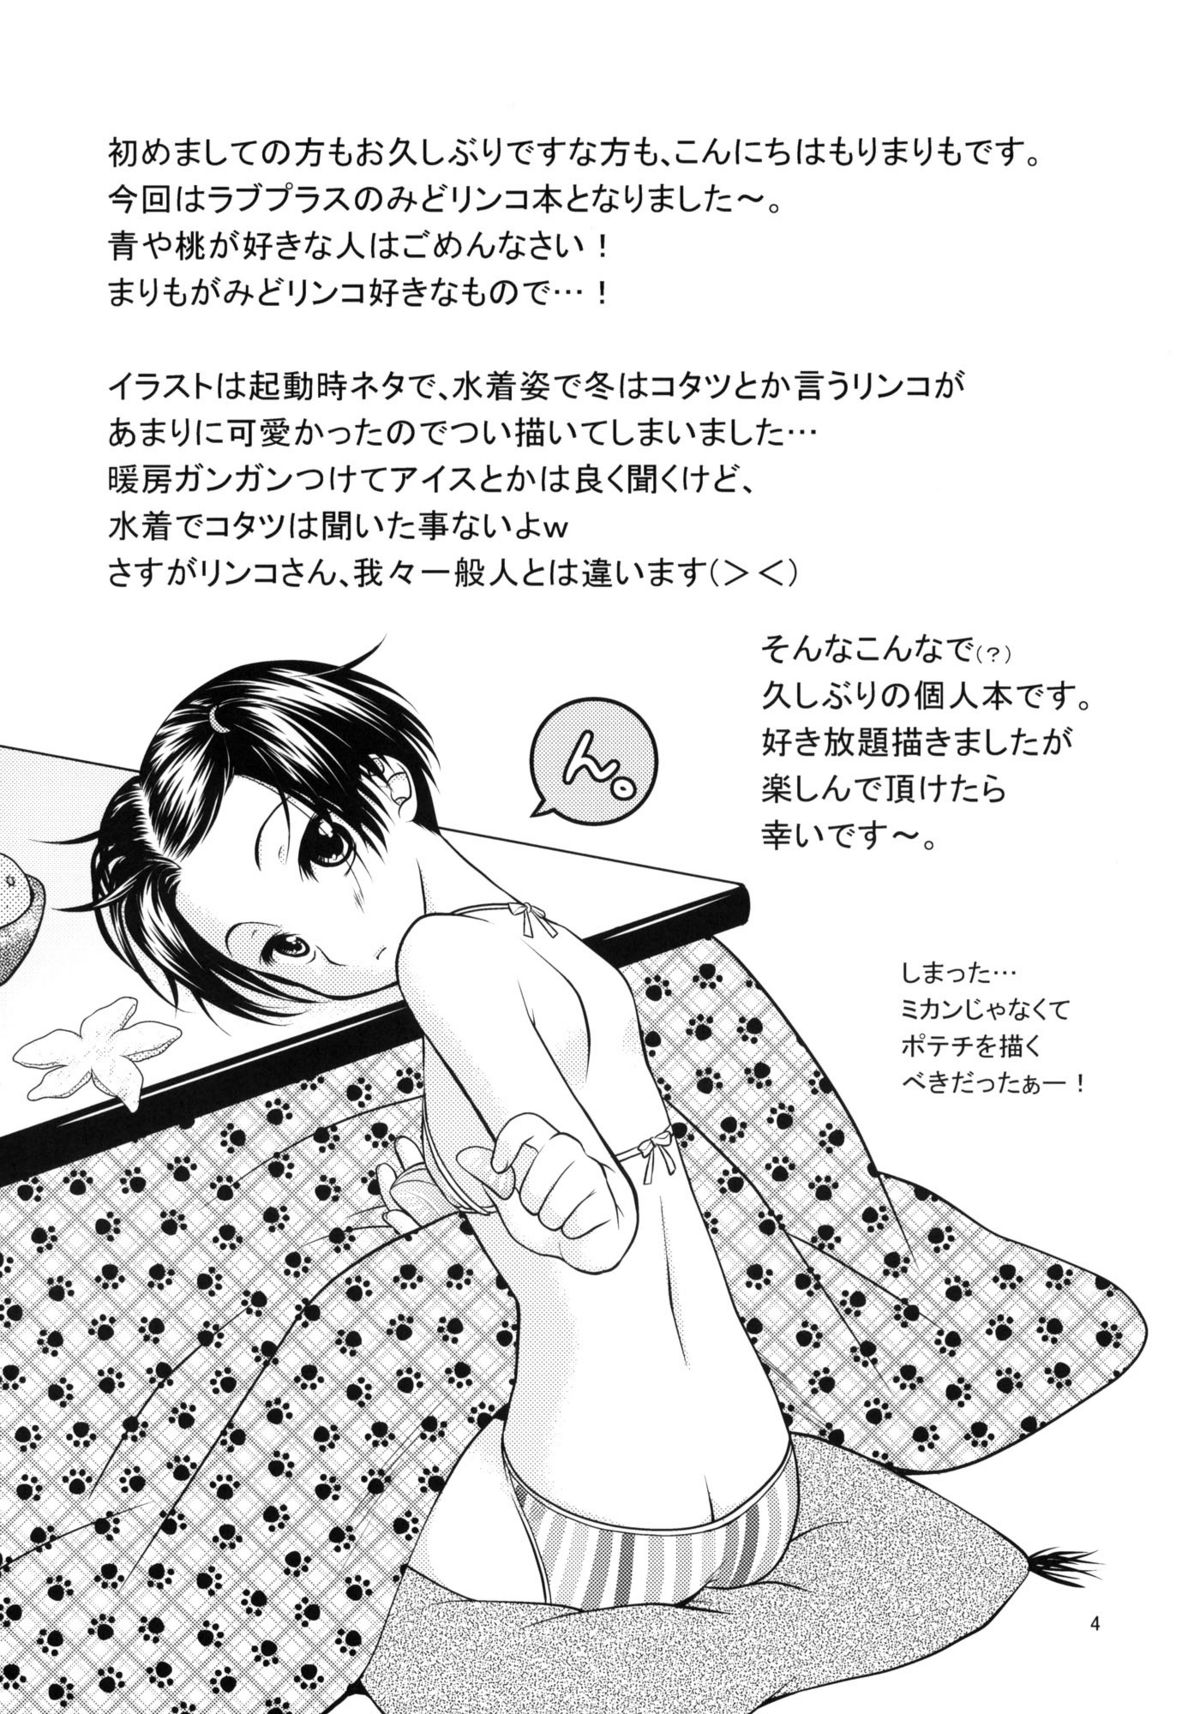 初めましての方もお久しぶりですな方も、こんにちはもりまりもです。
今回はラブプラスのみどリンコ本となりました～。
青や桃が好きな人はごめんなさい！
まりもがみどリンコ好きなもので…！
イラストは起動時ネタで、水着姿で冬はコタツとか言うリンコが
あまりに可愛かったのでつい描いてしまいました…
暖房ガンガンつけてアイスとかは良く聞くけど、
水着でコタツは聞いた事ないよｗ
さすがリンコさん、我々一般人とは違います(＞＜)
そんなこんなで(？)
久しぶりの個人本です。
好き放題描きましたが
楽しんで頂けたら
幸いです～。
ん。
しまった…
ミカンじゃなくて
ポテチを描く
べきだったぁー！
4